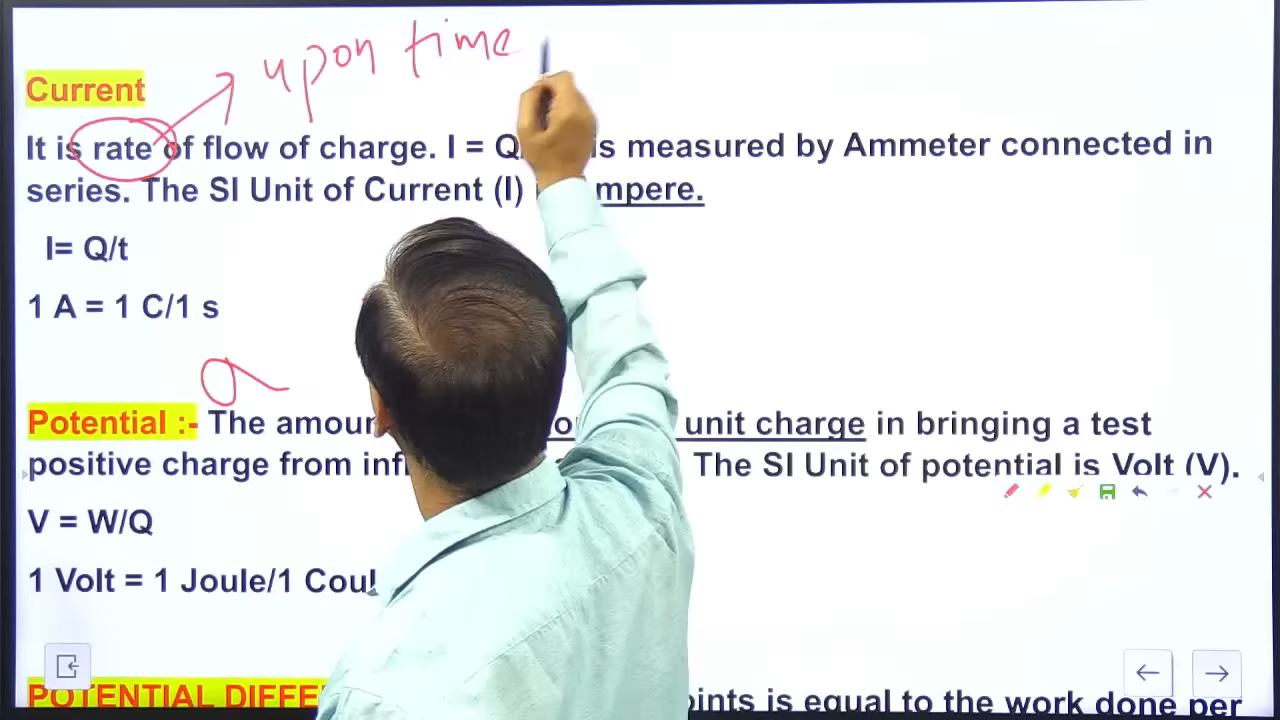 upon time
Current
It is rate of flow of charge. I = Q is measured by Ammeter connected in
series. The SI Unit of Current (I) mpere.
I= Q/t
1 A = 1 C/1 s
Potential :- The amoun unit charge in bringing a test
positive charge from inf The SI Unit of potential is Volt (V).
V = W/Q
1 Volt = 1 Joule/1 Coul
POTENTIAL DIFFE oints is equal to the work done per